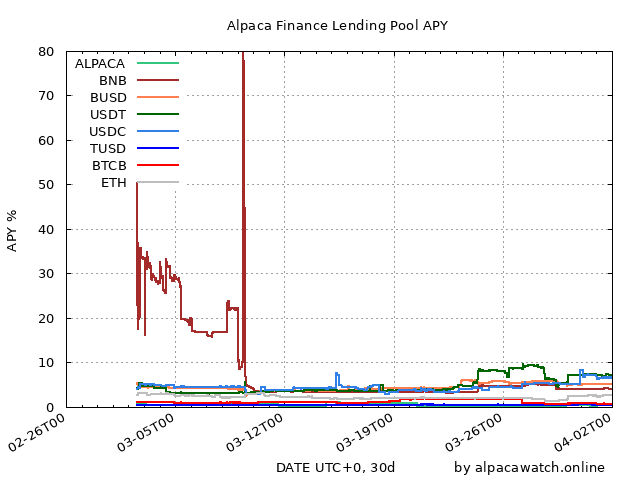 Alpaca Finance Lending Pool APY
80
70
60
50
40
30
20
10
0
APY %
ALPACA
BNB
BUSD
USDT
USDC
TUSD
BTCB
ETH
02-26T00
03-05T00
03-12T00
03-19T00
03-26T00
04-02T00
DATE UTC+0, 30d
by alpacawatch.online